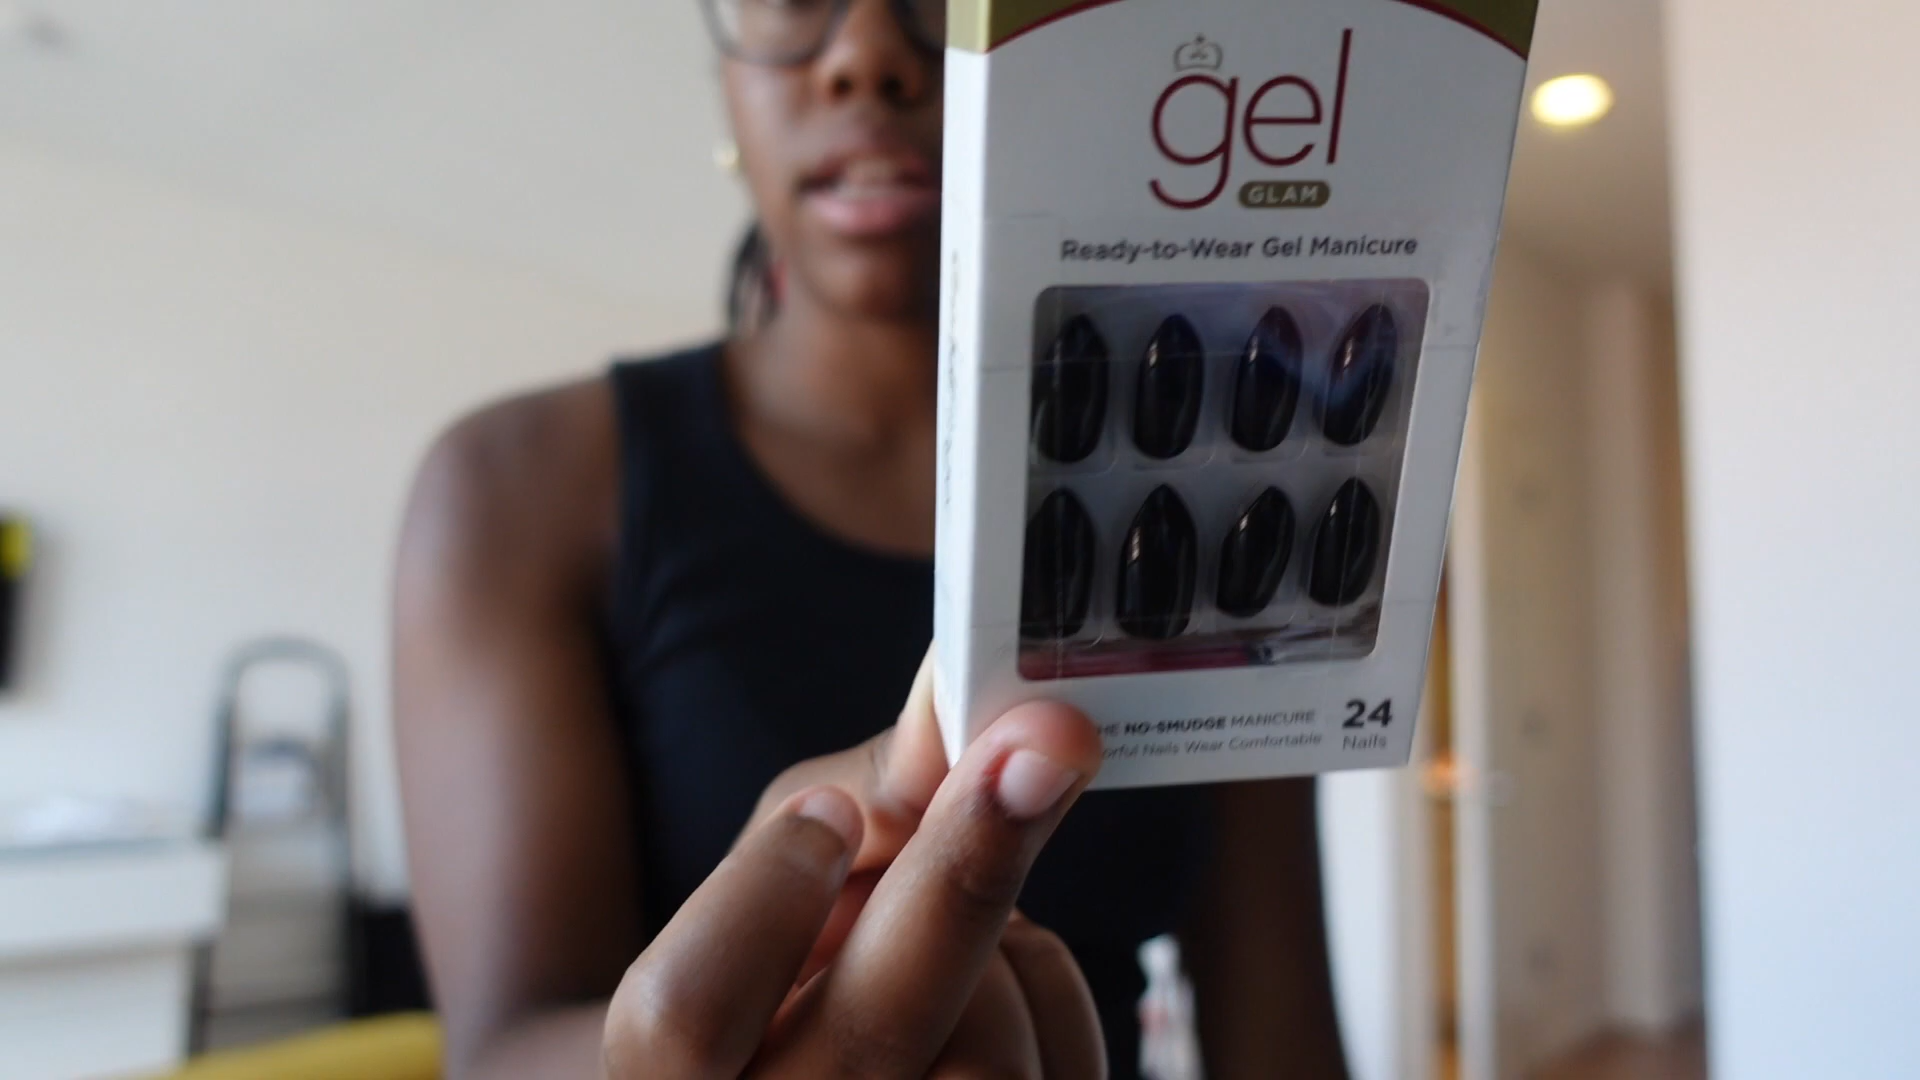 gel
GLAM
Ready-to-Wear Gel Manicure
NO-SMUDGE MANICURE
Nails Wear Comfortable
24
Nails